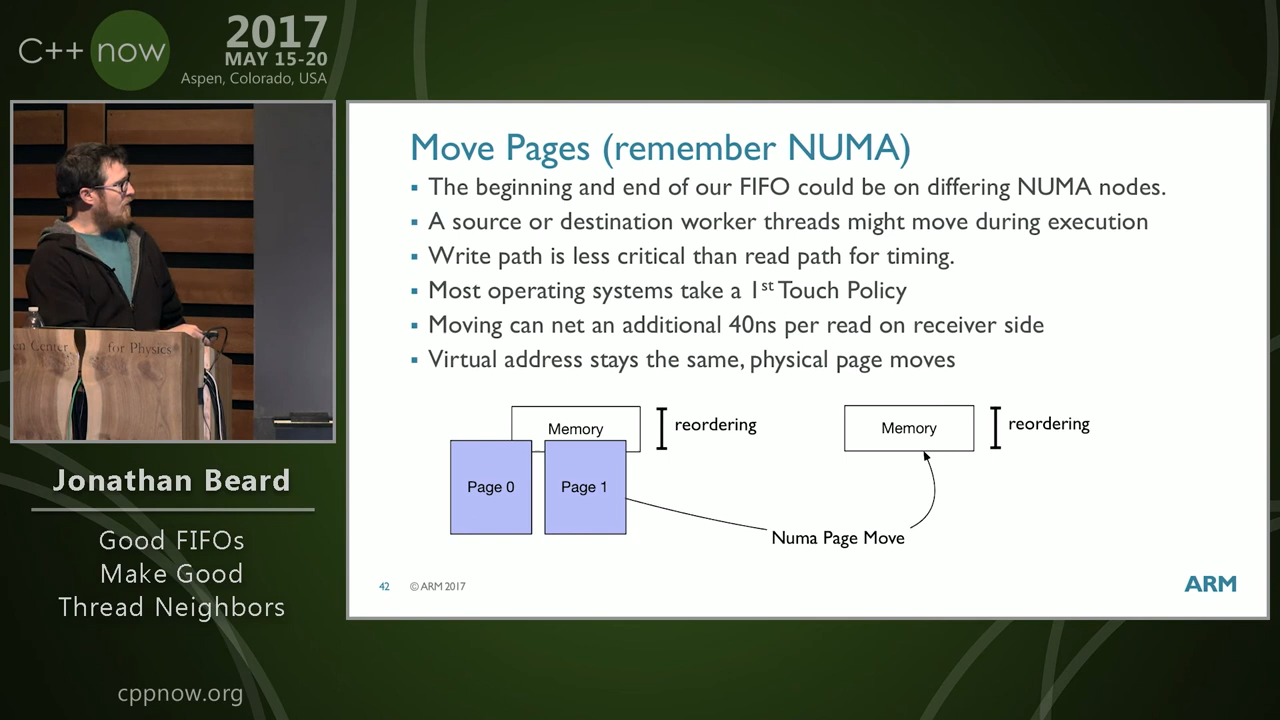 C++ now
2017
MAY 15-20
Aspen, Colorado, USA
en Center for Physics
Jonathan Beard
Good FIFOs
Make Good
Thread Neighbors
cppnow.org
Move Pages (remember NUMA)
▪ The beginning and end of our FIFO could be on differing NUMA nodes.
▪ A source or destination worker threads might move during execution
▪ Write path is less critical than read path for timing.
▪ Most operating systems take a 1st Touch Policy
▪ Moving can net an additional 40ns per read on receiver side
▪ Virtual address stays the same, physical page moves
Memory
reordering
Memory
reordering
Page 0
Page 1
Numa Page Move
42 © ARM 2017
ARM